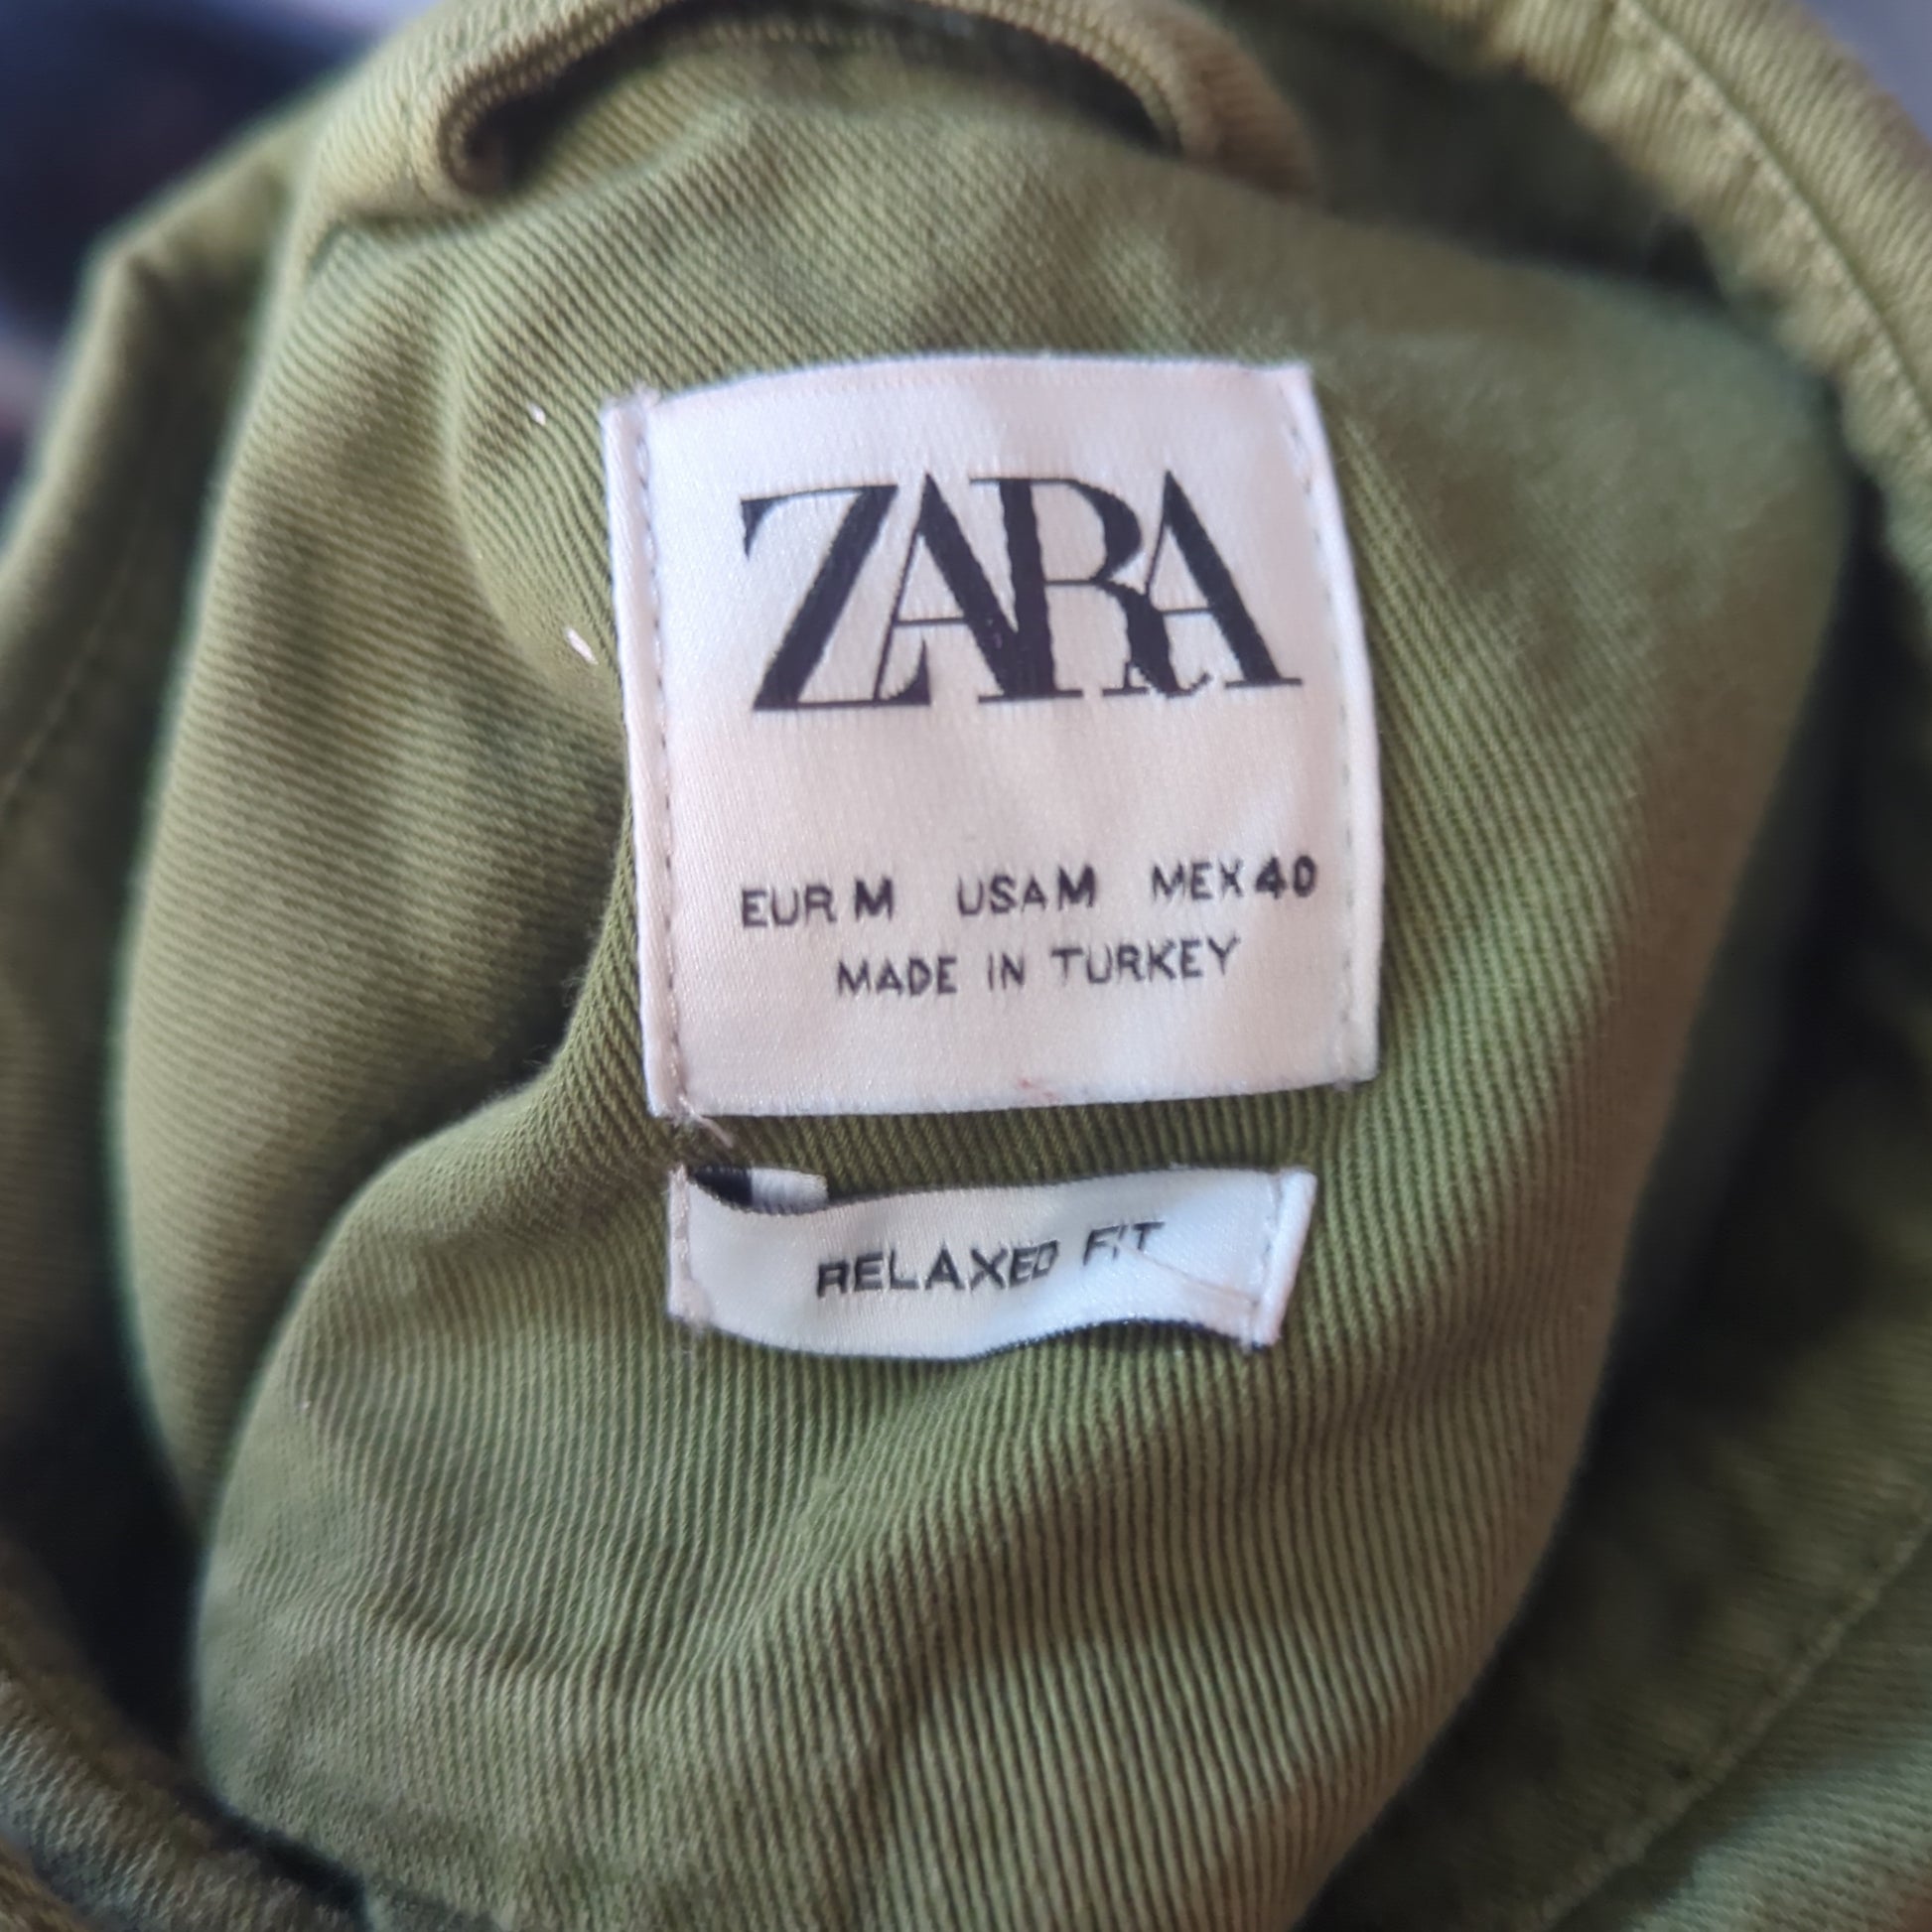 ZARA
EUR M USA M MEX 40
MADE IN TURKEY
RELAXED FIT